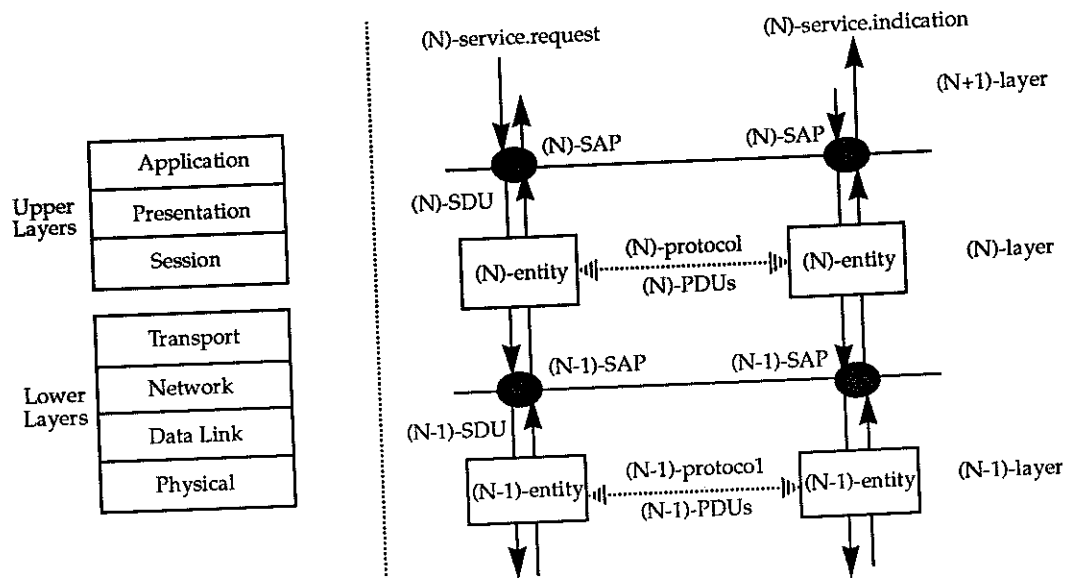 Upper
Layers
Application
Presentation
Session
Lower
Layers
Transport
Network
Data Link
Physical
(N)-service.request
(N)-service.indication
(N+1)-layer
(N)-SAP
(N)-SAP
(N)-SDU
(N)-entity
(N)-protocol
(N)-PDUs
(N)-entity
(N)-layer
(N-1)-SAP
(N-1)-SAP
(N-1)-SDU
(N-1)-entity
(N-1)-protocol
(N-1)-PDUs
(N-1)-entity
(N-1)-layer